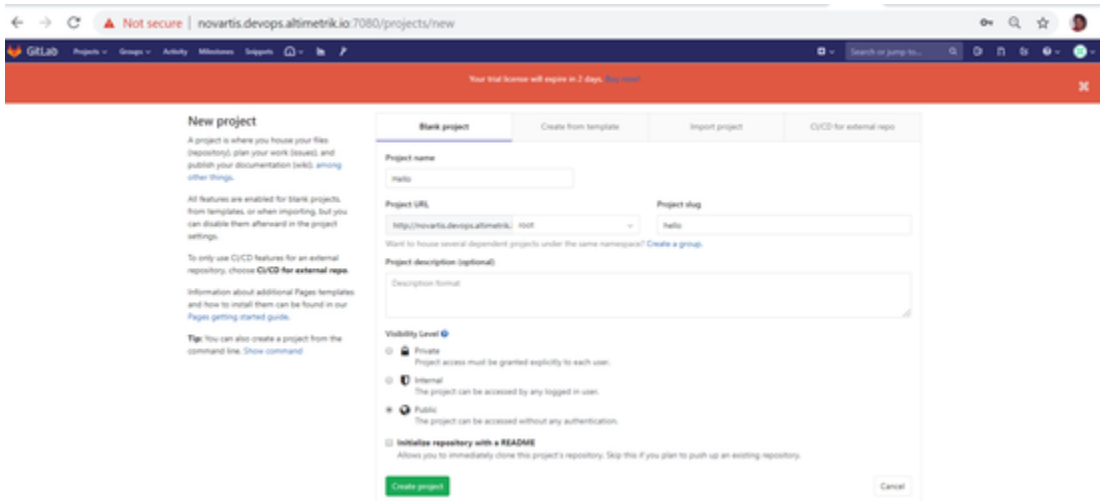 Not secure | novartis.devops.altimetrik.io:7080/projects/new
GitLab Projects Groups Activity Milestones Snippets Search or jump to...
Your trial license will expire in 2 days. Buy now!
New project
A project is where you house your files
(repository), plan your work (issues), and
publish your documentation (wiki), among
other things.
All features are enabled for blank projects,
from templates, or when importing, but you
can disable them afterward in the project
settings.
To only use CI/CD features for an external
repository, choose CI/CD for external repo.
Information about additional Pages templates
and how to install them can be found in our
Pages getting started guide.
Tip: You can also create a project from the
command line. Show command
Blank project Create from template Import project CI/CD for external repo
Project name
Hello
Project URL Project slug
http://novartis.devops.altimetrik. root hello
Want to house several dependent projects under the same namespace? Create a group.
Project description (optional)
Description format
Visibility Level
Private
Project access must be granted explicitly to each user.
Internal
The project can be accessed by any logged in user.
Public
The project can be accessed without any authentication.
Initialize repository with a README
Allows you to immediately clone this project's repository. Skip this if you plan to push up an existing repository.
Create project Cancel